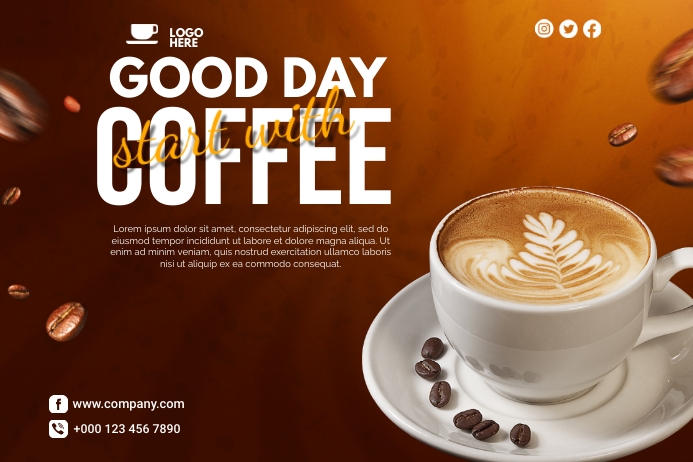 LOGO
HERE
GOOD DAY
start with
COFFEE
Lorem ipsum dolor sit amet, consectetur adipiscing elit, sed do
eiusmod tempor incididunt ut labore et dolore magna aliqua. Ut
enim ad minim veniam, quis nostrud exercitation ullamco laboris
nisi ut aliquip ex ea commodo consequat.
www.company.com
+000 123 456 7890